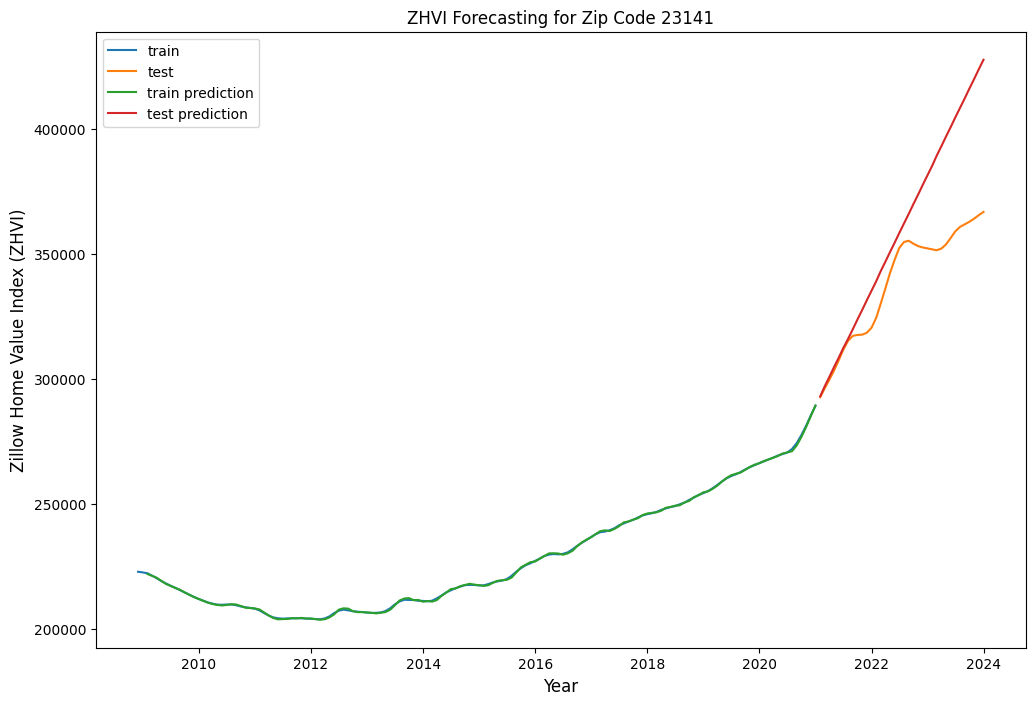 ZHVI Forecasting for Zip Code 23141
train
test
train prediction
test prediction
Zillow Home Value Index (ZHVI)
400000
350000
300000
250000
200000
2010
2012
2014
2016
2018
2020
2022
2024
Year